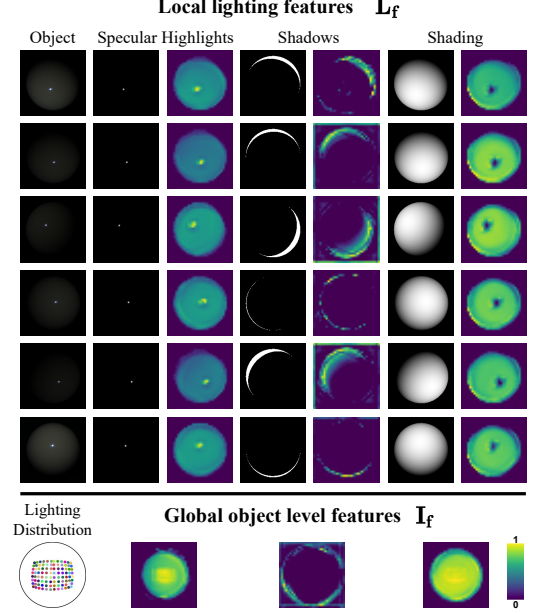 Local lighting features L_f
Object Specular Highlights Shadows Shading
Lighting
Distribution
Global object level features I_f
1
0